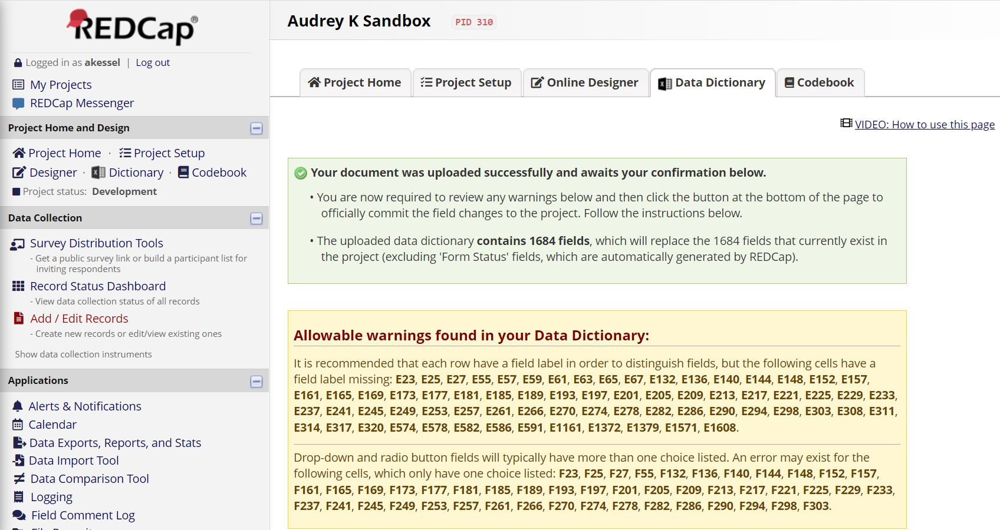 REDCap®
Logged in as akessel | Log out
My Projects
REDCap Messenger
Project Home and Design
Project Home · Project Setup
Designer · Dictionary · Codebook
Project status: Development
Data Collection
Survey Distribution Tools
- Get a public survey link or build a participant list for
inviting respondents
Record Status Dashboard
- View data collection status of all records
Add / Edit Records
- Create new records or edit/view existing ones
Show data collection instruments
Applications
Alerts & Notifications
Calendar
Data Exports, Reports, and Stats
Data Import Tool
Data Comparison Tool
Logging
Field Comment Log
Audrey K Sandbox PID 310
Project Home Project Setup Online Designer Data Dictionary Codebook
VIDEO: How to use this page
Your document was uploaded successfully and awaits your confirmation below.
• You are now required to review any warnings below and then click the button at the bottom of the page to
officially commit the field changes to the project. Follow the instructions below.
• The uploaded data dictionary contains 1684 fields, which will replace the 1684 fields that currently exist in
the project (excluding 'Form Status' fields, which are automatically generated by REDCap).
Allowable warnings found in your Data Dictionary:
It is recommended that each row have a field label in order to distinguish fields, but the following cells have a
field label missing: E23, E25, E27, E55, E57, E59, E61, E63, E65, E67, E132, E136, E140, E144, E148, E152, E157,
E161, E165, E169, E173, E177, E181, E185, E189, E193, E197, E201, E205, E209, E213, E217, E221, E225, E229, E233,
E237, E241, E245, E249, E253, E257, E261, E266, E270, E274, E278, E282, E286, E290, E294, E298, E303, E308, E311,
E314, E317, E320, E574, E578, E582, E586, E591, E1161, E1372, E1379, E1571, E1608.
Drop-down and radio button fields will typically have more than one choice listed. An error may exist for the
following cells, which only have one choice listed: F23, F25, F27, F55, F132, F136, F140, F144, F148, F152, F157,
F161, F165, F169, F173, F177, F181, F185, F189, F193, F197, F201, F205, F209, F213, F217, F221, F225, F229, F233,
F237, F241, F245, F249, F253, F257, F261, F266, F270, F274, F278, F282, F286, F290, F294, F298, F303.